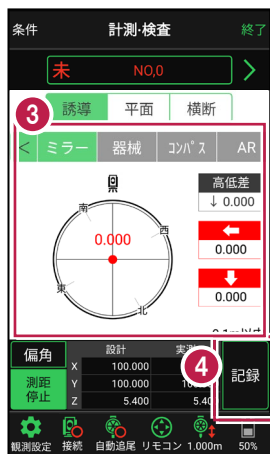 条件 計測･検査 終了
未 NO,0 >
誘導 平面 横断
3
< ミラー 器械 ｺﾝﾊﾟｽ AR
高低差
↓ 0.000
南 西 東 北
0.000
0.000
0.000
偏角 設計
X 100.000
測距停止 Y 100.000
Z 5.400 5.40
4
記録
観測設定 接続 自動追尾 リモコン 1.000m 50%